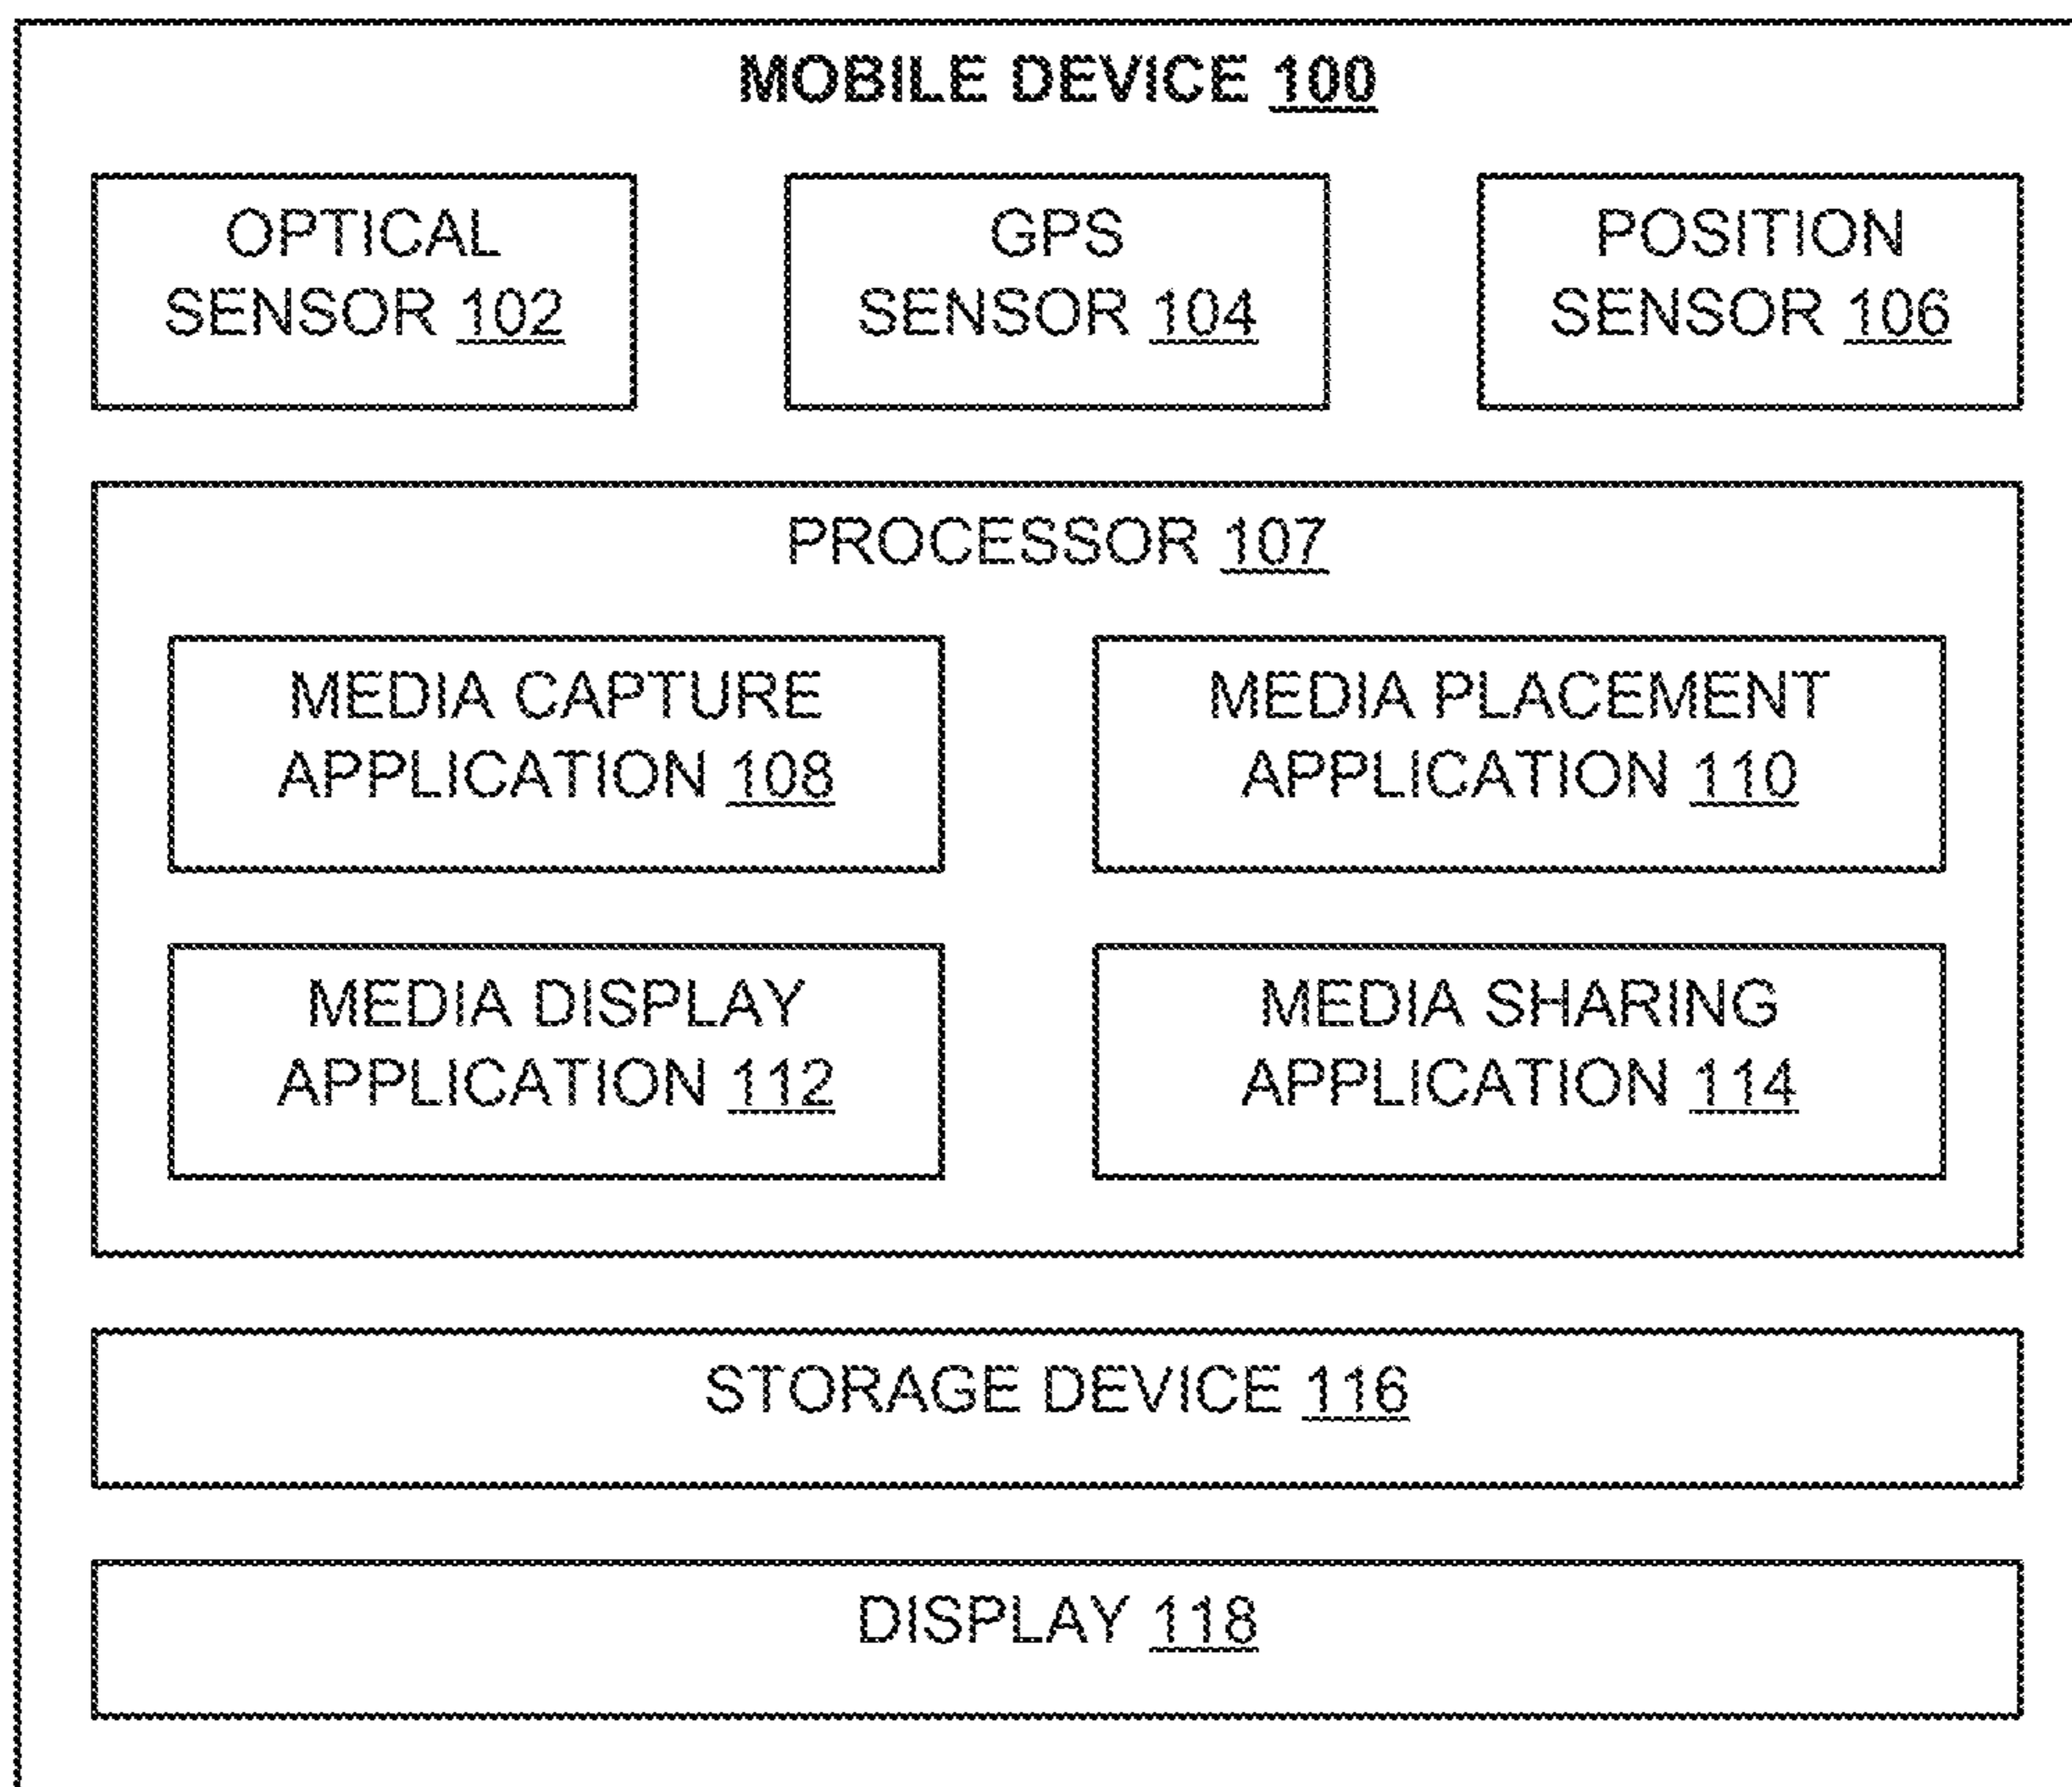 MOBILE DEVICE 100
OPTICAL
SENSOR 102
GPS
SENSOR 104
POSITION
SENSOR 106
PROCESSOR 107
MEDIA CAPTURE
APPLICATION 108
MEDIA PLACEMENT
APPLICATION 110
MEDIA DISPLAY
APPLICATION 112
MEDIA SHARING
APPLICATION 114
STORAGE DEVICE 116
DISPLAY 118